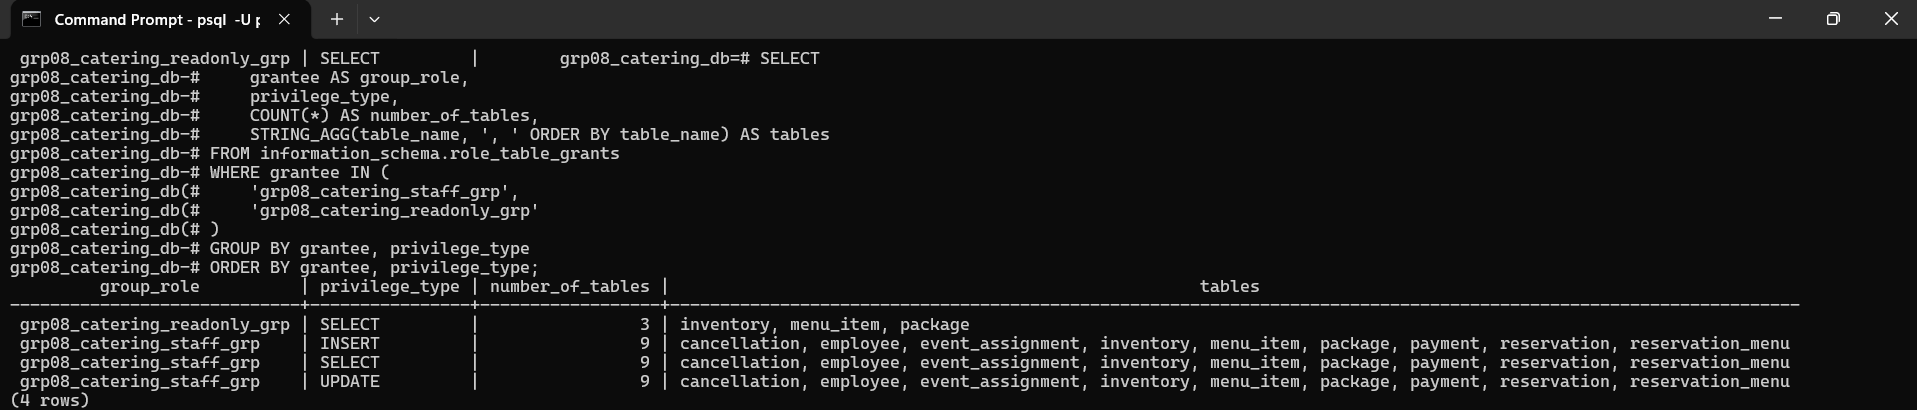 Command Prompt - psql -U p
grp08_catering_readonly_grp | SELECT         |        grp08_catering_db=# SELECT
grp08_catering_db-#     grantee AS group_role,
grp08_catering_db-#     privilege_type,
grp08_catering_db-#     COUNT(*) AS number_of_tables,
grp08_catering_db-#     STRING_AGG(table_name, ', ' ORDER BY table_name) AS tables
grp08_catering_db-# FROM information_schema.role_table_grants
grp08_catering_db-# WHERE grantee IN (
grp08_catering_db(#     'grp08_catering_staff_grp',
grp08_catering_db(#     'grp08_catering_readonly_grp'
grp08_catering_db(# )
grp08_catering_db-# GROUP BY grantee, privilege_type
grp08_catering_db-# ORDER BY grantee, privilege_type;
group_role          | privilege_type | number_of_tables | tables
-----------------------------+----------------+------------------+-----------------------------------------------------------------------------------------------------------------
grp08_catering_readonly_grp | SELECT         |                3 | inventory, menu_item, package
grp08_catering_staff_grp    | INSERT         |                9 | cancellation, employee, event_assignment, inventory, menu_item, package, payment, reservation, reservation_menu
grp08_catering_staff_grp    | SELECT         |                9 | cancellation, employee, event_assignment, inventory, menu_item, package, payment, reservation, reservation_menu
grp08_catering_staff_grp    | UPDATE         |                9 | cancellation, employee, event_assignment, inventory, menu_item, package, payment, reservation, reservation_menu
(4 rows)